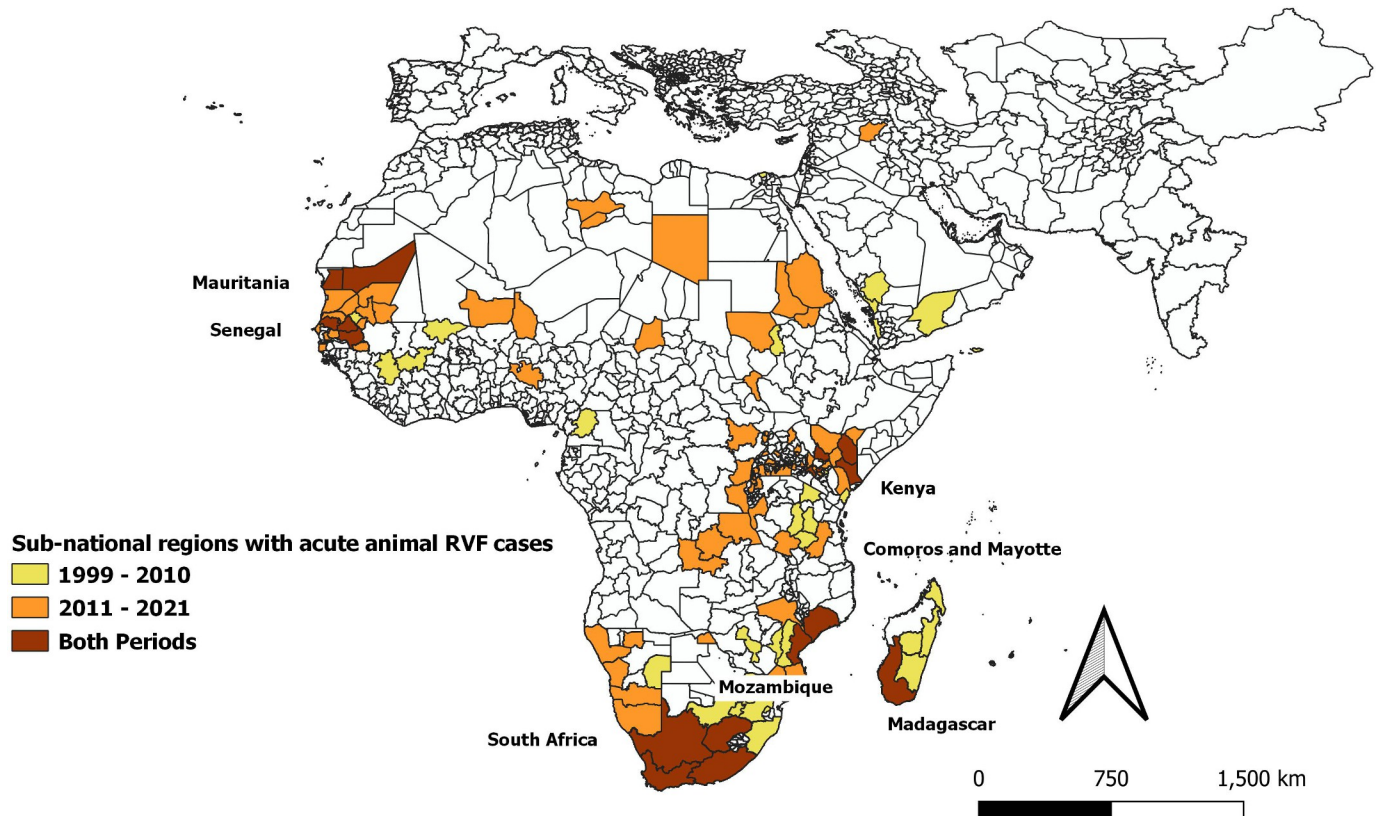 Mauritania
Senegal
Kenya
Sub-national regions with acute animal RVF cases
1999 - 2010
2011 - 2021
Both Periods
Comoros and Mayotte
Mozambique
Madagascar
South Africa
0 750 1,500 km